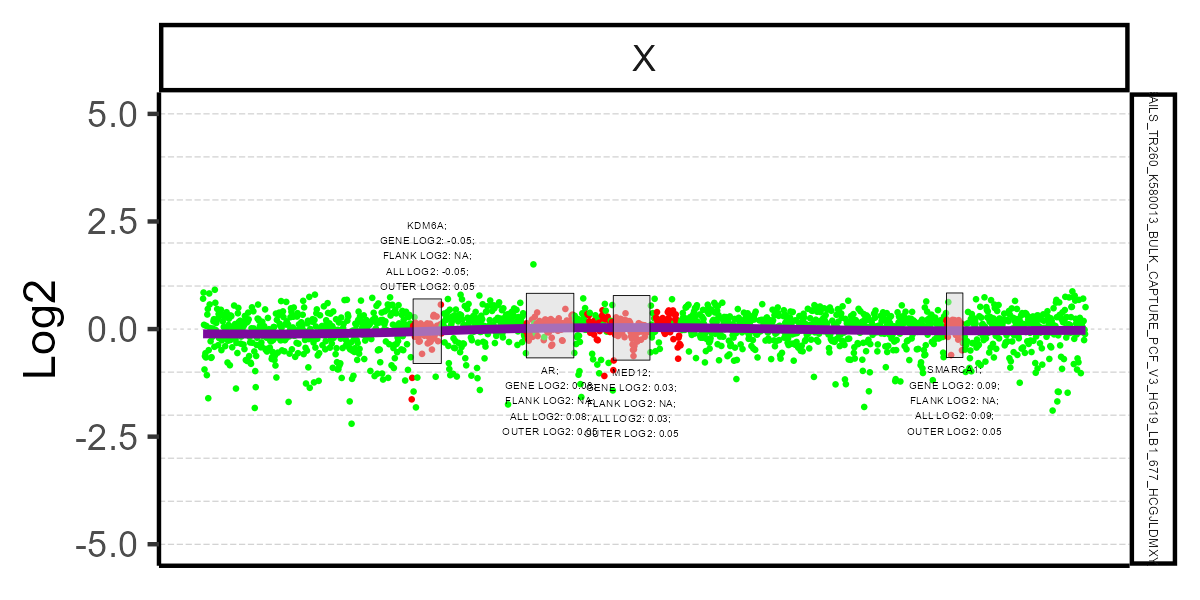 X
Log2
5.0
2.5
0.0
-2.5
-5.0
KDM6A;
GENE LOG2: -0.05;
FLANK LOG2: NA;
ALL LOG2: -0.05;
OUTER LOG2: 0.05
AR;
GENE LOG2: 0.08;
FLANK LOG2: NA;
ALL LOG2: 0.08;
OUTER LOG2: 0.05
MED12;
GENE LOG2: 0.03;
FLANK LOG2: NA;
ALL LOG2: 0.03;
OUTER LOG2: 0.05
SMARCA1;
GENE LOG2: 0.09;
FLANK LOG2: NA;
ALL LOG2: 0.09;
OUTER LOG2: 0.05
AILS_TR260_K580013_BULK_CAPTURE_PCF_V3_HG19_LB1_677_HCGJLDMXY